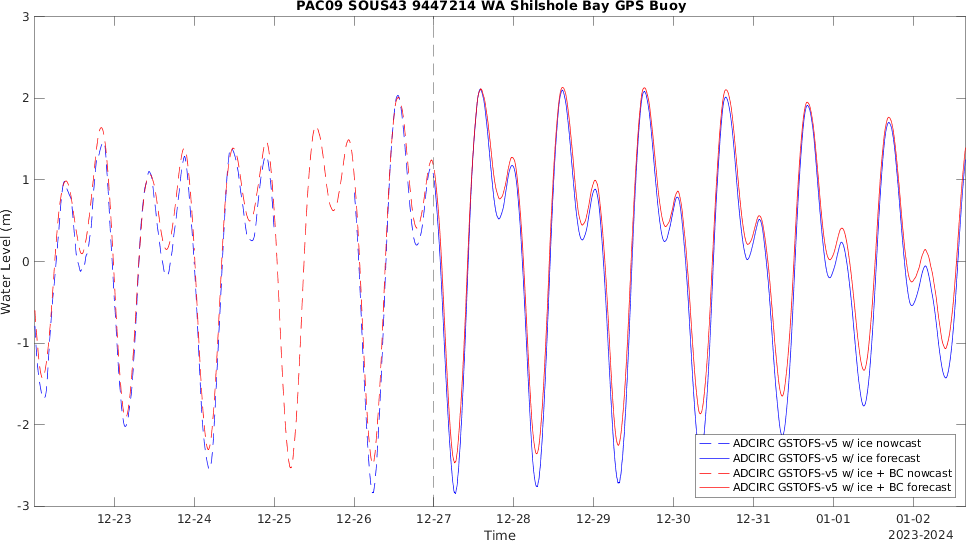 PAC09 SOUS43 9447214 WA Shilshole Bay GPS Buoy
3
2
1
0
-1
-2
-3
Water Level (m)
ADCIRC GSTOFS-v5 w/ ice nowcast
ADCIRC GSTOFS-v5 w/ ice forecast
ADCIRC GSTOFS-v5 w/ ice + BC nowcast
ADCIRC GSTOFS-v5 w/ ice + BC forecast
12-23 12-24 12-25 12-26 12-27 12-28 12-29 12-30 12-31 01-01 01-02
Time
2023-2024